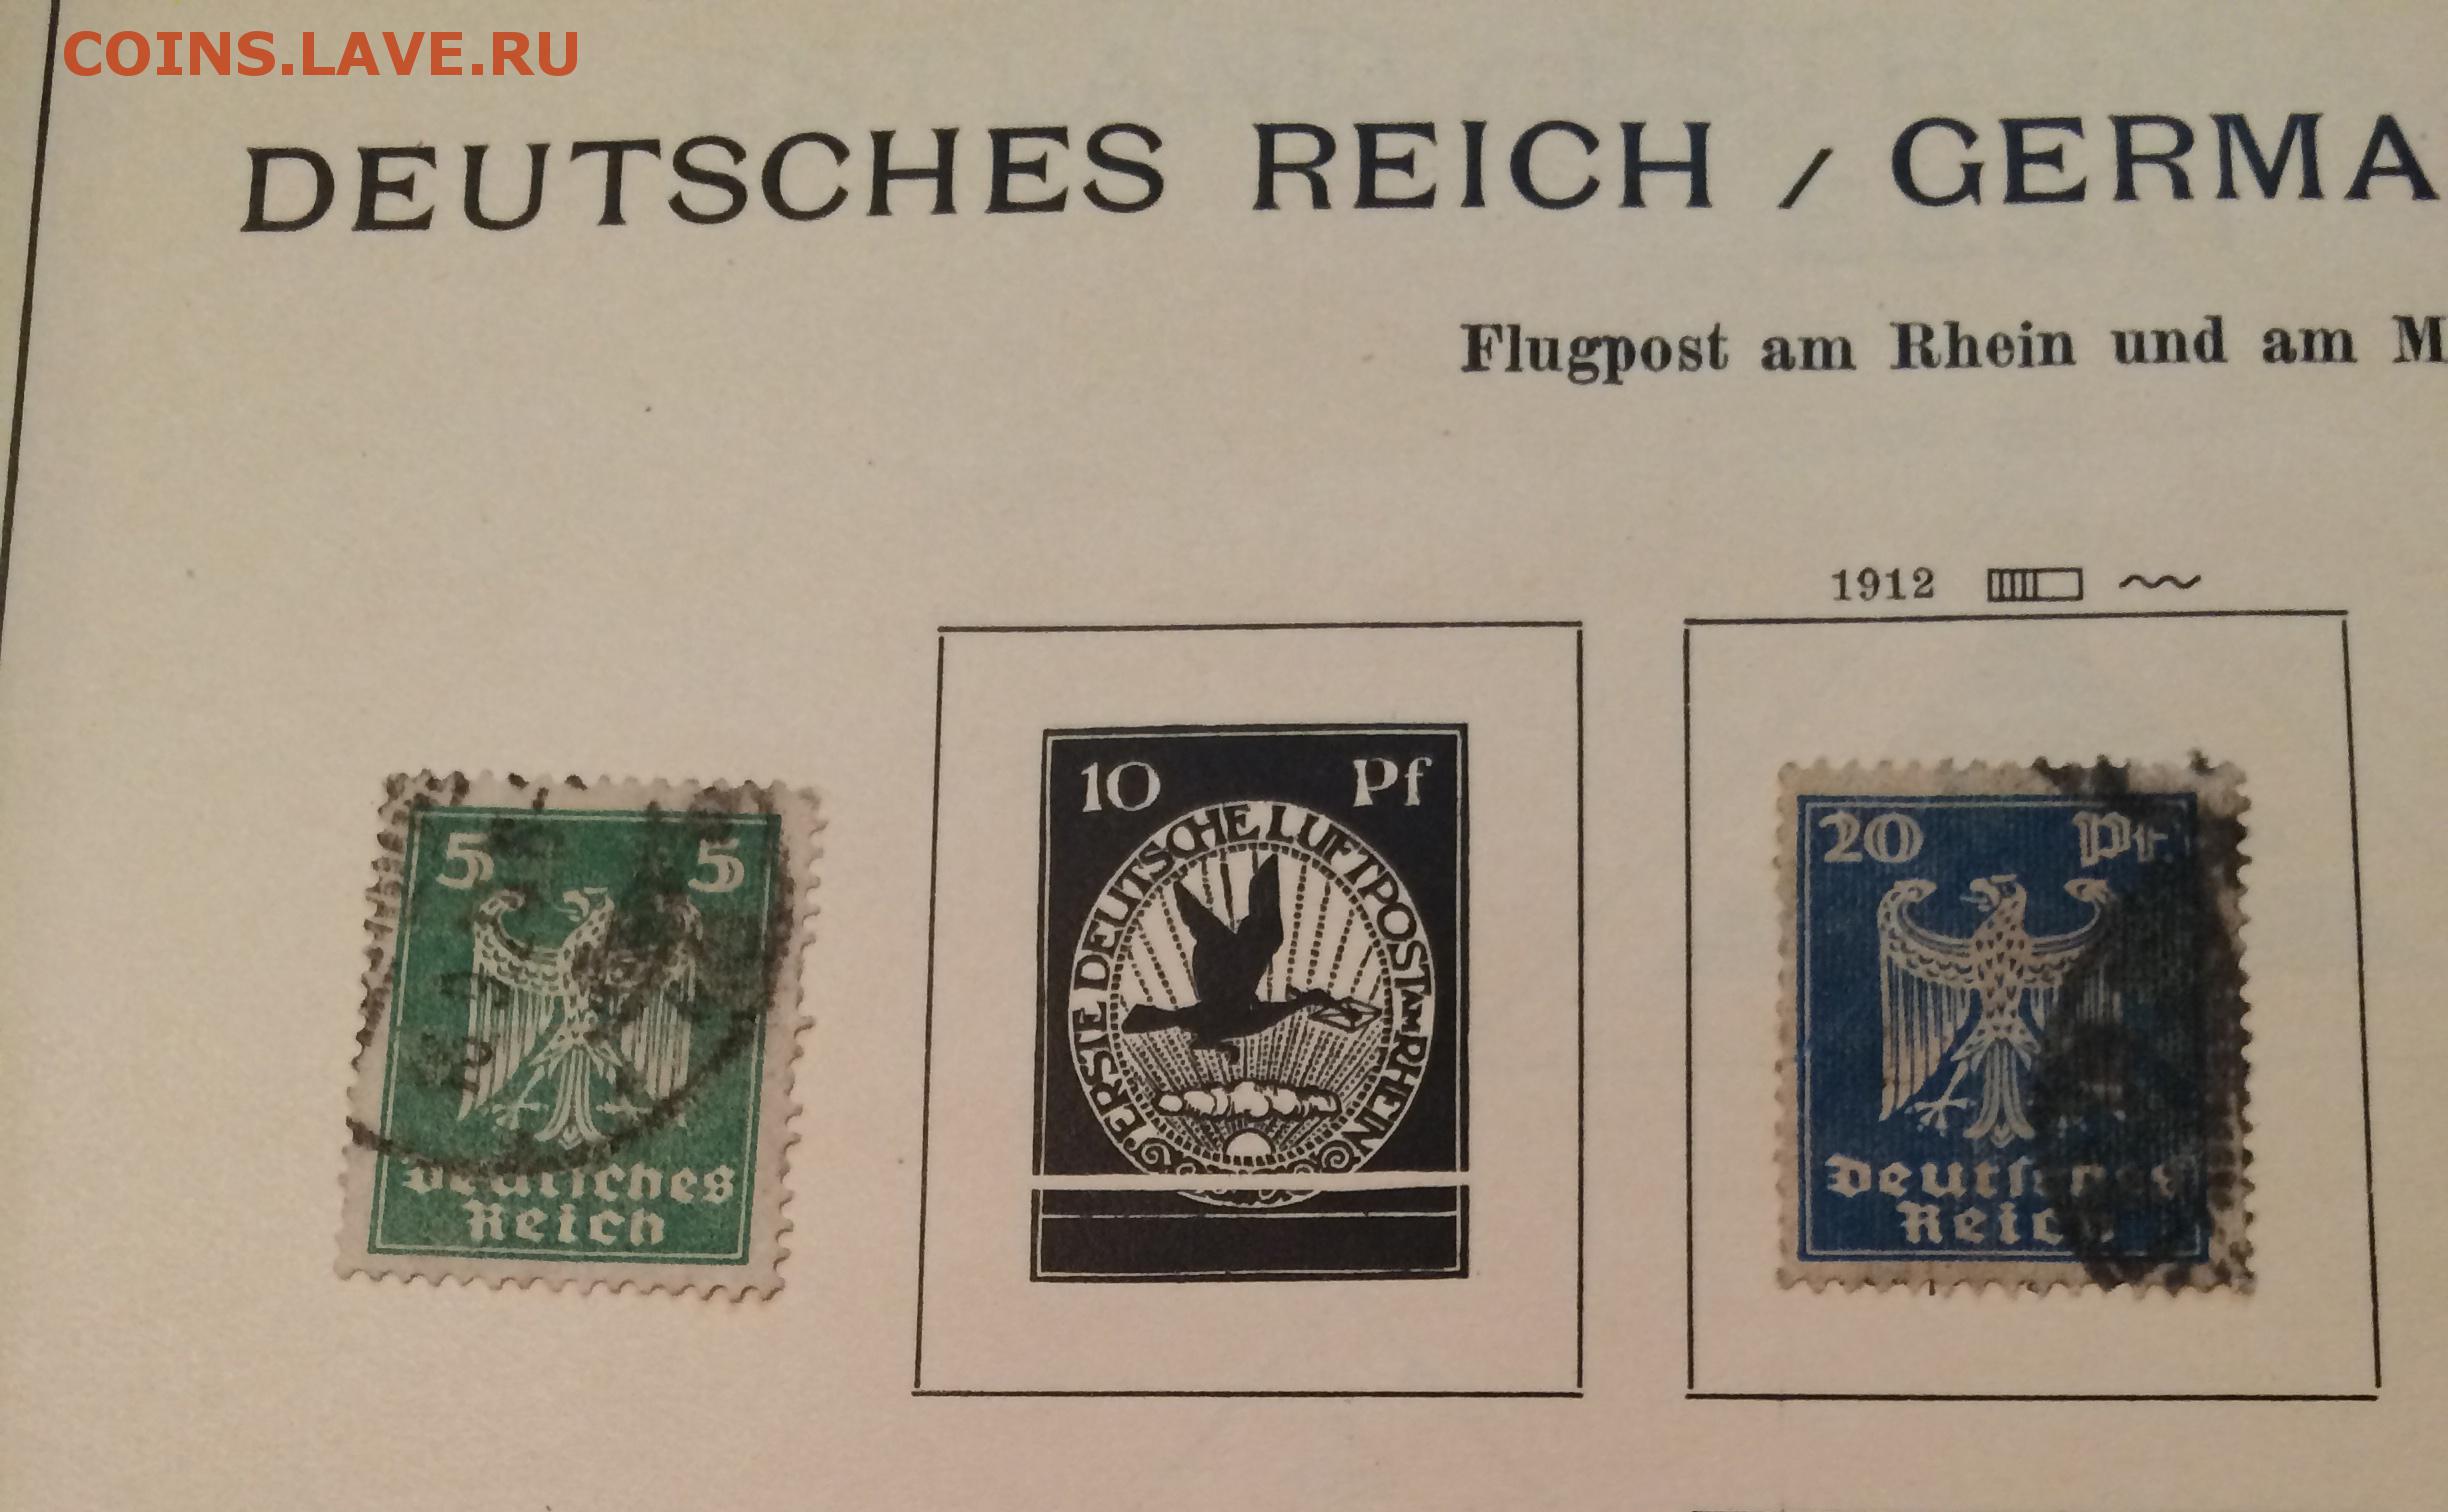 COINS.LAVE.RU
DEUTSCHES REICH / GERMA
Flugpost am Rhein und am M
1912
5 5
Deutsches
Reich
10 Pf
ERSTE DEUTSCHE LUFTPOST AM RHEIN
20 Pf
Deutsches
Reich